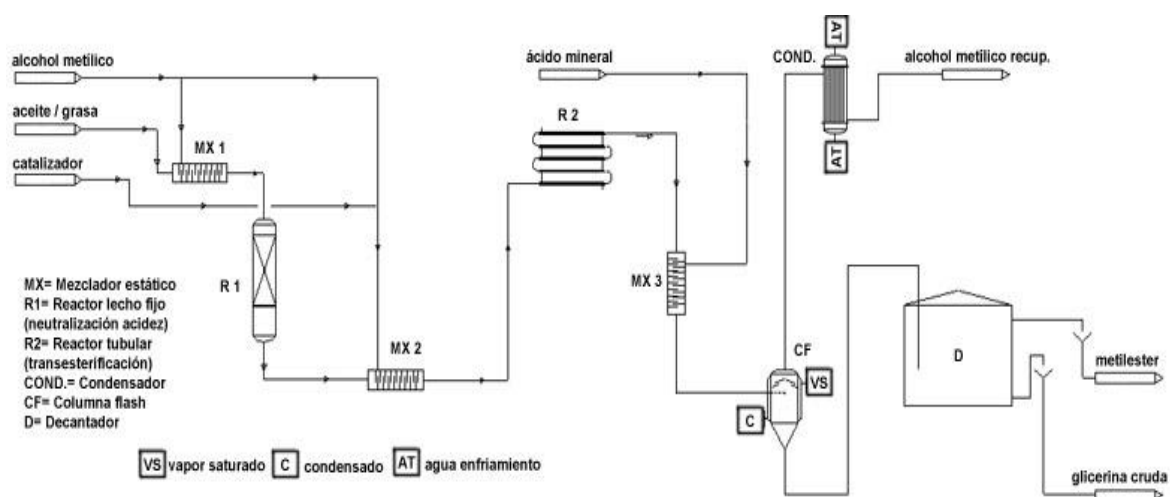 alcohol metílico
aceite / grasa
catalizador
MX 1
R 1
MX 2
ácido mineral
R 2
MX 3
COND.
AT
AT
alcohol metílico recup.
CF
VS
C
D
metilester
glicerina cruda
MX= Mezclador estático
R1= Reactor lecho fijo
(neutralización acidez)
R2= Reactor tubular
(transesterificación)
COND.= Condensador
CF= Columna flash
D= Decantador
VS vapor saturado C condensado AT agua enfriamiento